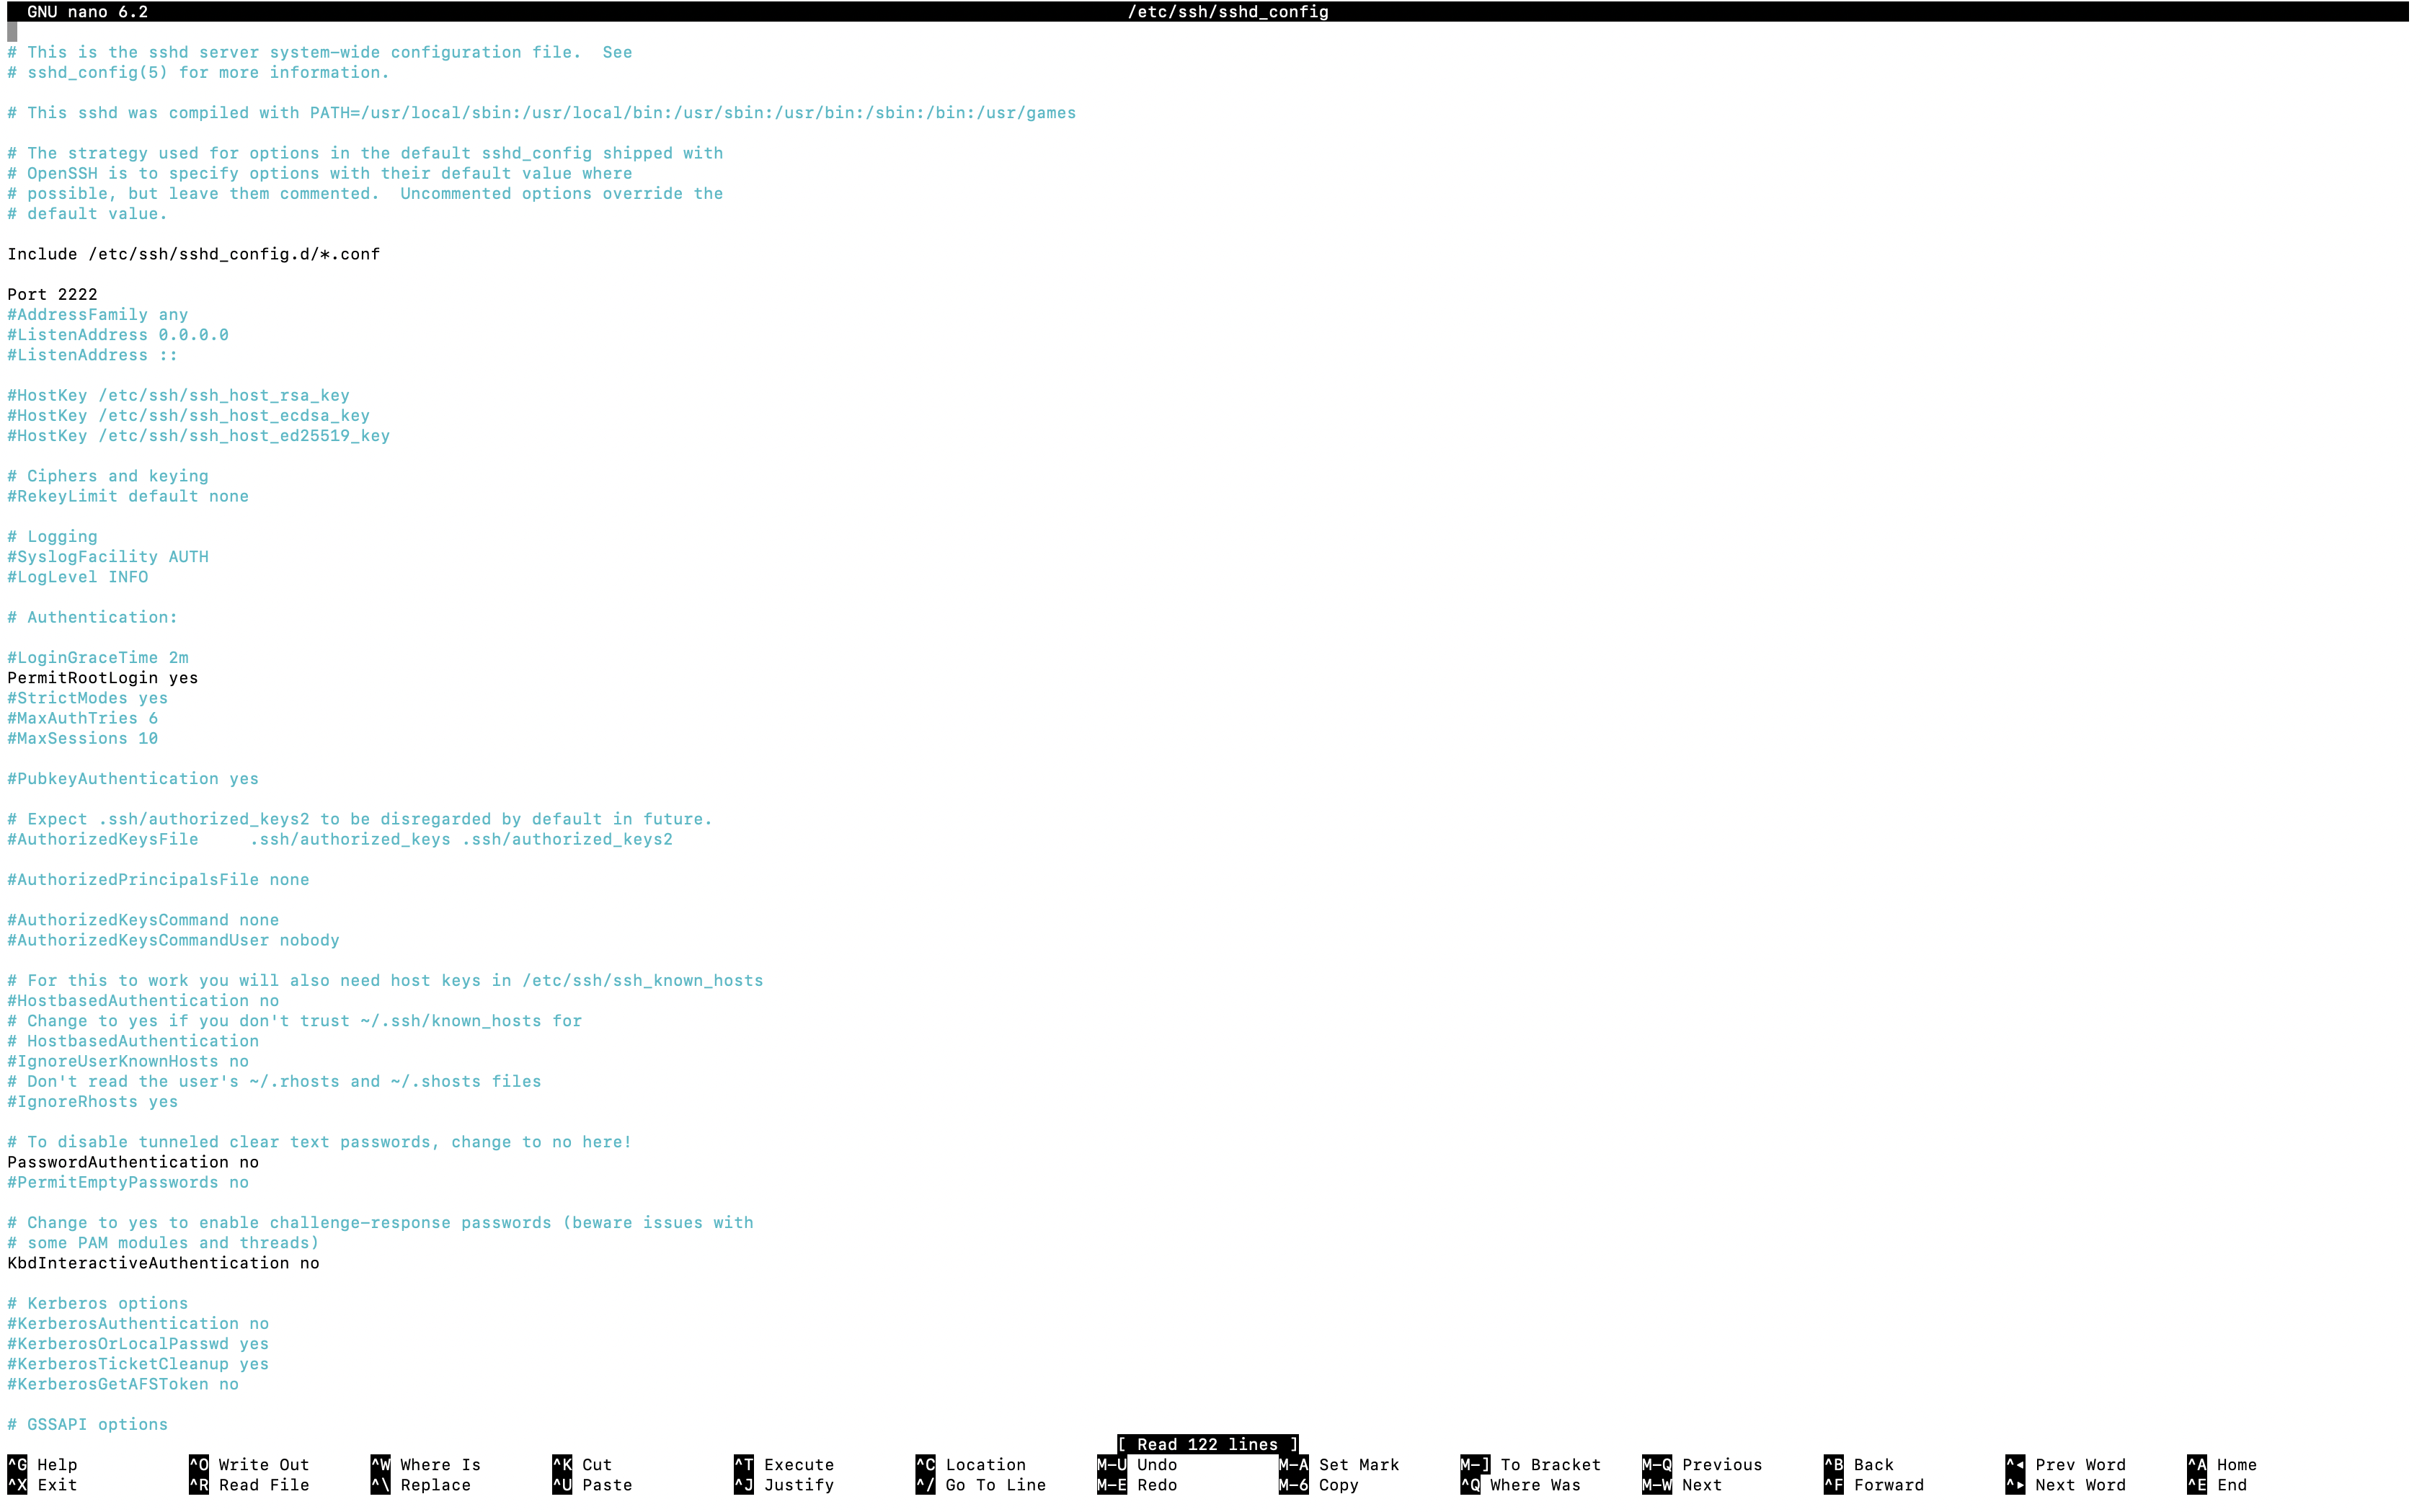 GNU nano 6.2 /etc/ssh/sshd_config
# This is the sshd server system-wide configuration file.  See
# sshd_config(5) for more information.
# This sshd was compiled with PATH=/usr/local/sbin:/usr/local/bin:/usr/sbin:/usr/bin:/sbin:/bin:/usr/games
# The strategy used for options in the default sshd_config shipped with
# OpenSSH is to specify options with their default value where
# possible, but leave them commented.  Uncommented options override the
# default value.
Include /etc/ssh/sshd_config.d/*.conf
Port 2222
#AddressFamily any
#ListenAddress 0.0.0.0
#ListenAddress ::
#HostKey /etc/ssh/ssh_host_rsa_key
#HostKey /etc/ssh/ssh_host_ecdsa_key
#HostKey /etc/ssh/ssh_host_ed25519_key
# Ciphers and keying
#RekeyLimit default none
# Logging
#SyslogFacility AUTH
#LogLevel INFO
# Authentication:
#LoginGraceTime 2m
PermitRootLogin yes
#StrictModes yes
#MaxAuthTries 6
#MaxSessions 10
#PubkeyAuthentication yes
# Expect .ssh/authorized_keys2 to be disregarded by default in future.
#AuthorizedKeysFile     .ssh/authorized_keys .ssh/authorized_keys2
#AuthorizedPrincipalsFile none
#AuthorizedKeysCommand none
#AuthorizedKeysCommandUser nobody
# For this to work you will also need host keys in /etc/ssh/ssh_known_hosts
#HostbasedAuthentication no
# Change to yes if you don't trust ~/.ssh/known_hosts for
# HostbasedAuthentication
#IgnoreUserKnownHosts no
# Don't read the user's ~/.rhosts and ~/.shosts files
#IgnoreRhosts yes
# To disable tunneled clear text passwords, change to no here!
PasswordAuthentication no
#PermitEmptyPasswords no
# Change to yes to enable challenge-response passwords (beware issues with
# some PAM modules and threads)
KbdInteractiveAuthentication no
# Kerberos options
#KerberosAuthentication no
#KerberosOrLocalPasswd yes
#KerberosTicketCleanup yes
#KerberosGetAFSToken no
# GSSAPI options
[ Read 122 lines ]
^G Help ^O Write Out ^W Where Is ^K Cut ^T Execute ^C Location M-U Undo M-A Set Mark M-] To Bracket M-Q Previous ^B Back ^◂ Prev Word ^A Home
^X Exit ^R Read File ^\ Replace ^U Paste ^J Justify ^/ Go To Line M-E Redo M-6 Copy ^Q Where Was M-W Next ^F Forward ^▸ Next Word ^E End